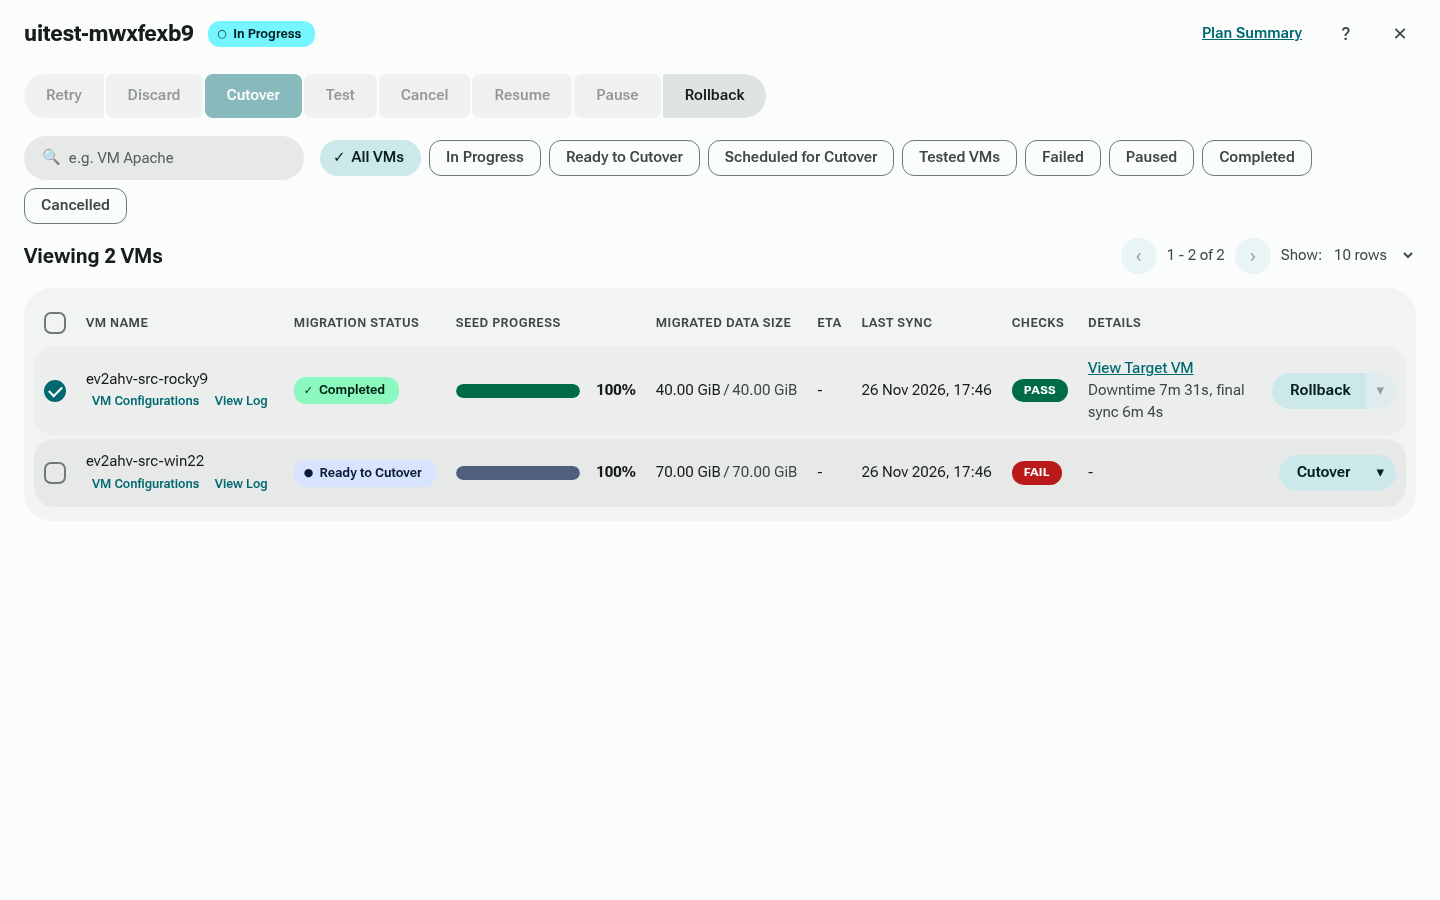 uitest-mwxfexb9 In Progress Plan Summary ? ×
Retry Discard Cutover Test Cancel Resume Pause Rollback
e.g. VM Apache ✓ All VMs In Progress Ready to Cutover Scheduled for Cutover Tested VMs Failed Paused Completed
Cancelled
Viewing 2 VMs ‹ 1 - 2 of 2 › Show: 10 rows
VM NAME MIGRATION STATUS SEED PROGRESS MIGRATED DATA SIZE ETA LAST SYNC CHECKS DETAILS
ev2ahv-src-rocky9 ✓ Completed 100% 40.00 GiB / 40.00 GiB - 26 Nov 2026, 17:46 PASS View Target VM Rollback
VM Configurations View Log Downtime 7m 31s, final
sync 6m 4s
ev2ahv-src-win22 Ready to Cutover 100% 70.00 GiB / 70.00 GiB - 26 Nov 2026, 17:46 FAIL - Cutover
VM Configurations View Log